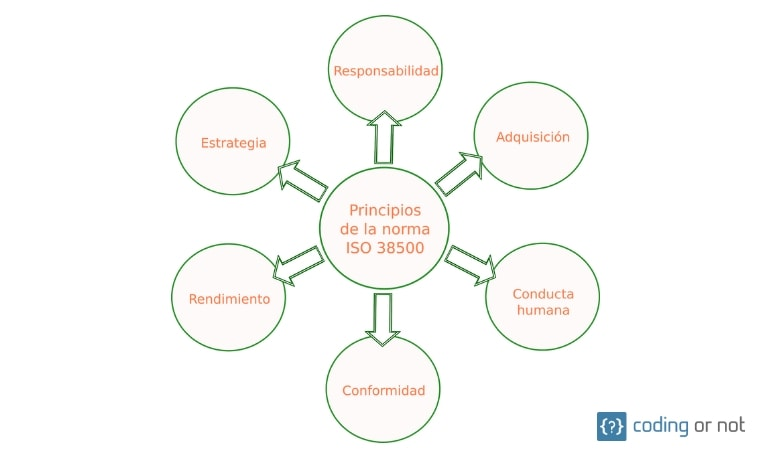 Responsabilidad
Estrategia
Adquisición
Principios
de la norma
ISO 38500
Rendimiento
Conducta
humana
Conformidad
{?} coding or not